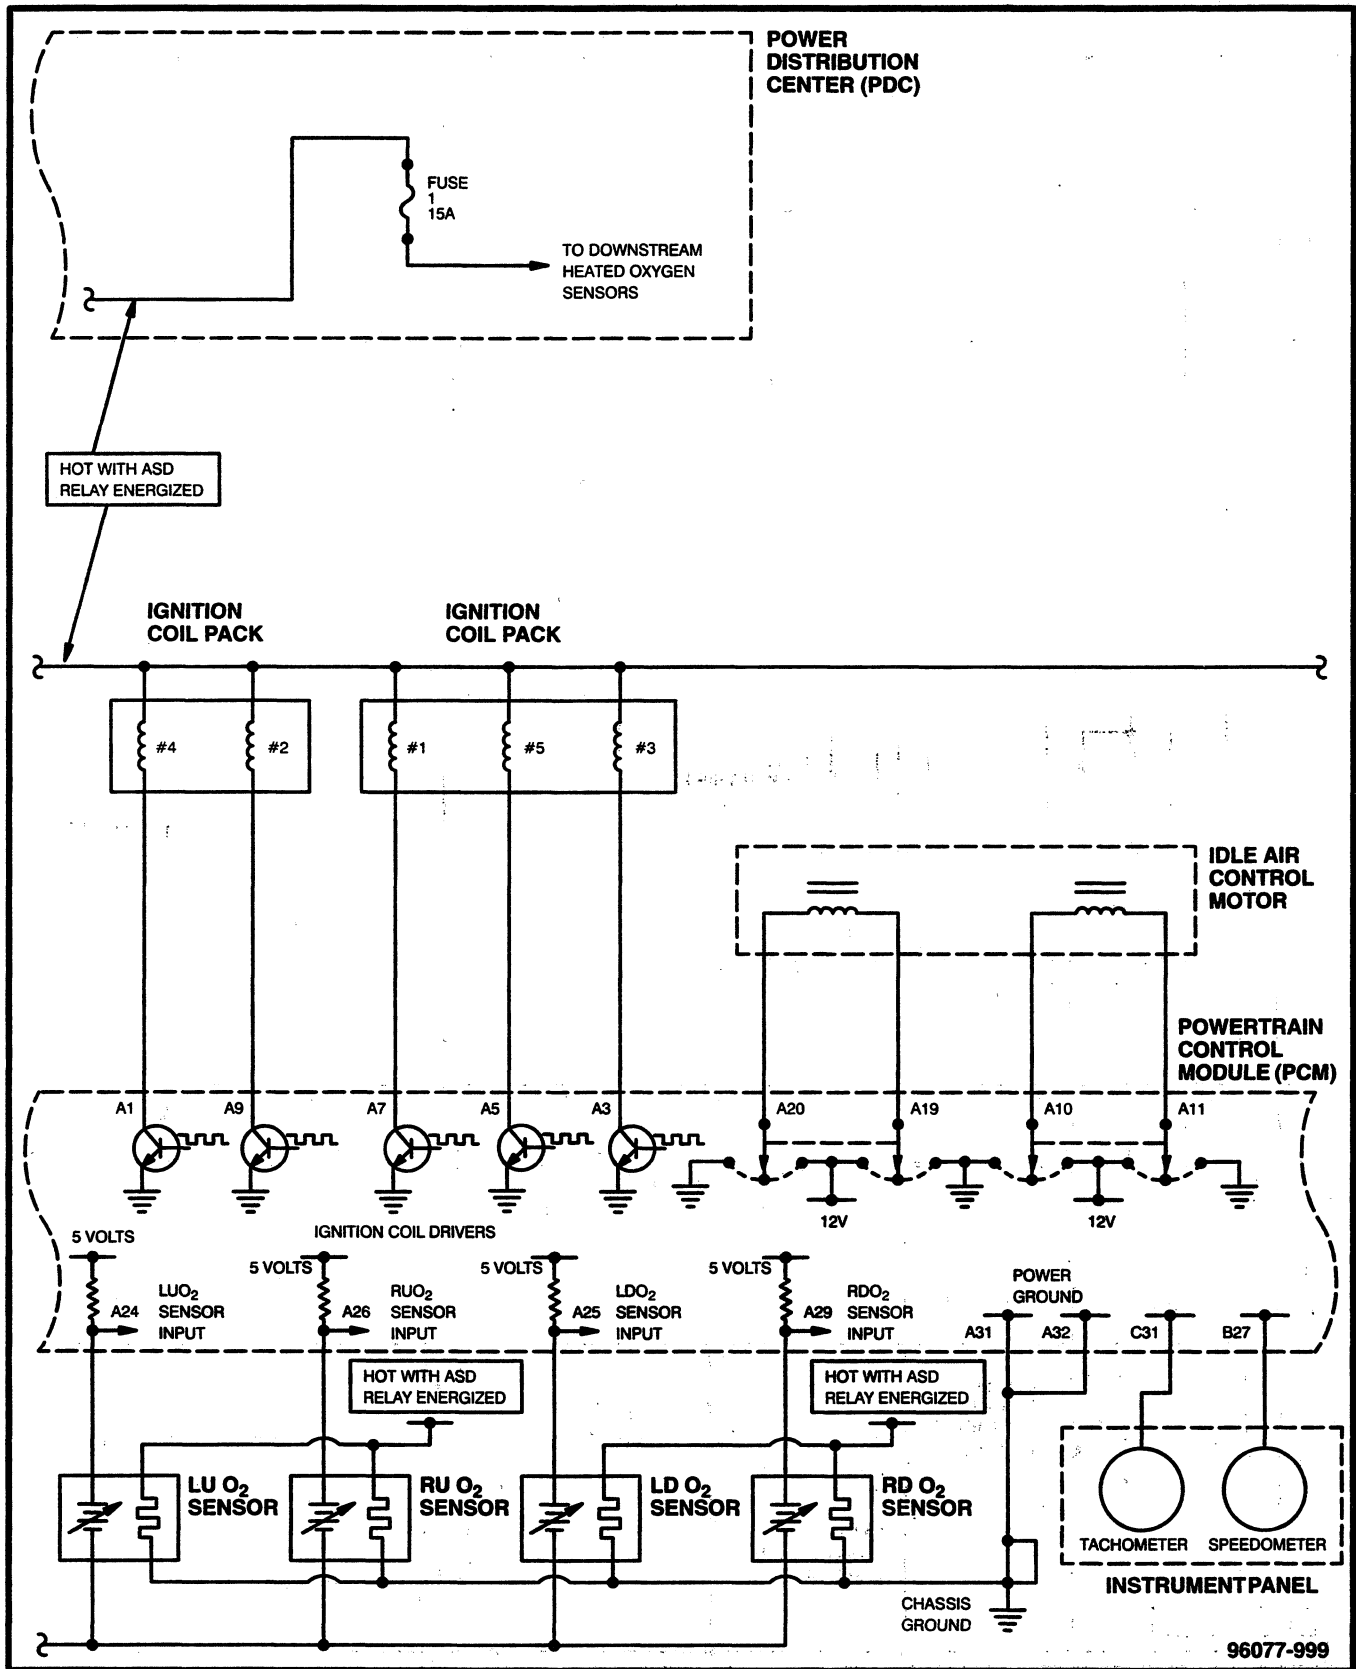 POWER
DISTRIBUTION
CENTER (PDC)
FUSE
1
15A
TO DOWNSTREAM
HEATED OXYGEN
SENSORS
HOT WITH ASD
RELAY ENERGIZED
IGNITION
COIL PACK
IGNITION
COIL PACK
#4
#2
#1
#5
#3
IDLE AIR
CONTROL
MOTOR
POWERTRAIN
CONTROL
MODULE (PCM)
A1
A9
A7
A5
A3
A20
A19
A10
A11
12V
12V
IGNITION COIL DRIVERS
5 VOLTS
5 VOLTS
5 VOLTS
5 VOLTS
A24
LUO2
SENSOR
INPUT
A26
RUO2
SENSOR
INPUT
A25
LDO2
SENSOR
INPUT
A29
RDO2
SENSOR
INPUT
POWER
GROUND
A31
A32
C31
B27
HOT WITH ASD
RELAY ENERGIZED
HOT WITH ASD
RELAY ENERGIZED
LU O2
SENSOR
RU O2
SENSOR
LD O2
SENSOR
RD O2
SENSOR
TACHOMETER
SPEEDOMETER
INSTRUMENT PANEL
CHASSIS
GROUND
96077-999